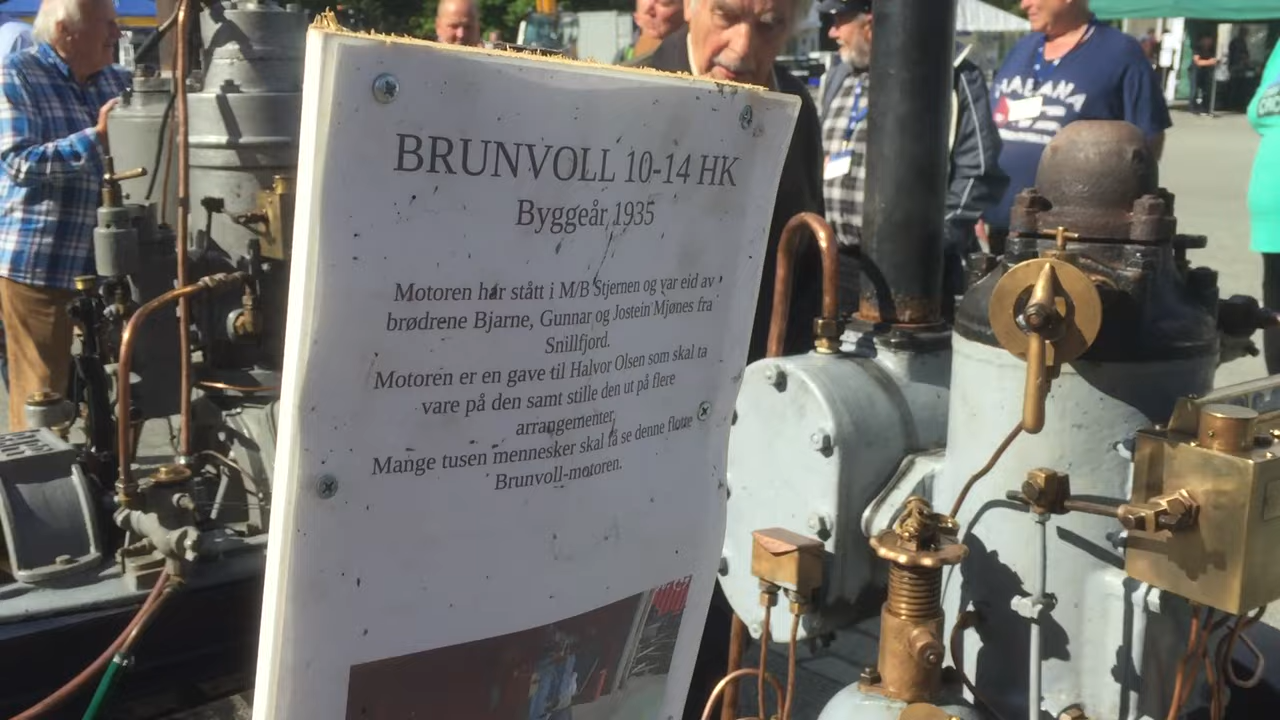 BRUNVOLL 10-14 HK
Byggeår 1935
Motoren har stått i M/B Stjernen og var eid av
brødrene Bjarne, Gunnar og Jostein Mjønes fra
Snillfjord.
Motoren er en gave til Halvor Olsen som skal ta
vare på den samt stille den ut på flere
arrangementer.
Mange tusen mennesker skal få se denne flotte
Brunvoll-motoren.